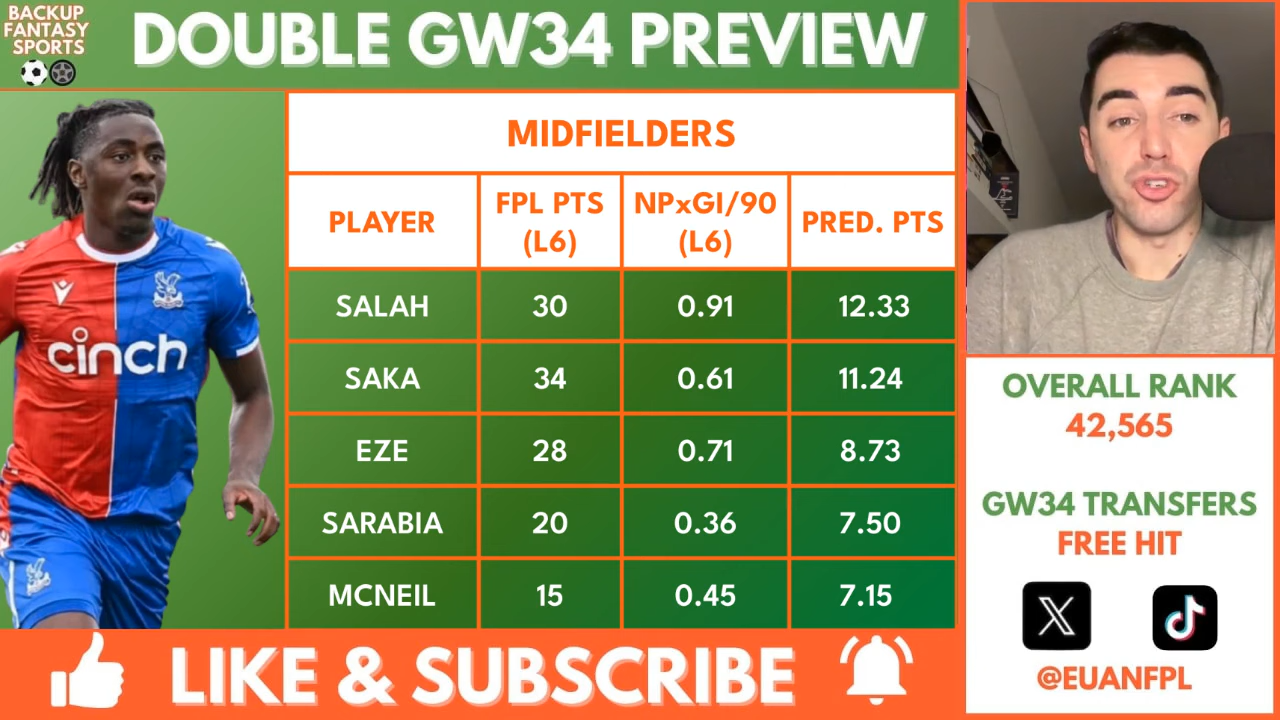 BACKUP
FANTASY
SPORTS
DOUBLE GW34 PREVIEW
MIDFIELDERS
PLAYER FPL PTS (L6) NPxGI/90 (L6) PRED. PTS
SALAH 30 0.91 12.33
SAKA 34 0.61 11.24
EZE 28 0.71 8.73
SARABIA 20 0.36 7.50
MCNEIL 15 0.45 7.15
cinch
OVERALL RANK
42,565
GW34 TRANSFERS
FREE HIT
@EUANFPL
LIKE & SUBSCRIBE